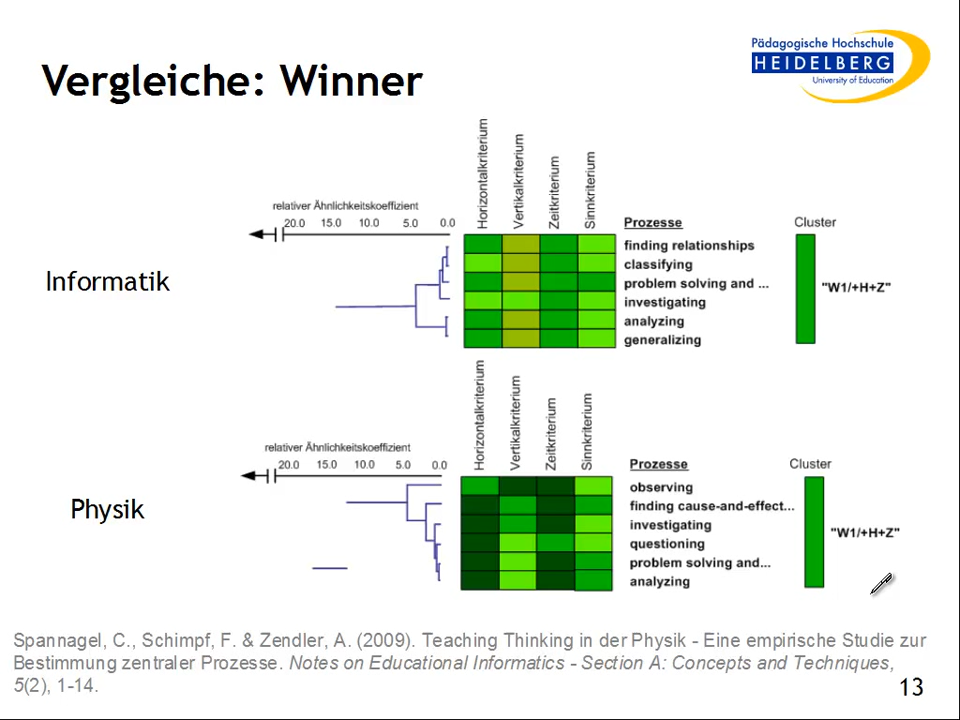 Vergleiche: Winner
Pädagogische Hochschule
HEIDELBERG
University of Education
Informatik
relativer Ähnlichkeitskoeffizient
20.0 15.0 10.0 5.0 0.0
Horizontalkriterium
Vertikalkriterium
Zeitkriterium
Sinnkriterium
Prozesse
finding relationships
classifying
problem solving and ...
investigating
analyzing
generalizing
Cluster
"W1/+H+Z"
Physik
relativer Ähnlichkeitskoeffizient
20.0 15.0 10.0 5.0 0.0
Horizontalkriterium
Vertikalkriterium
Zeitkriterium
Sinnkriterium
Prozesse
observing
finding cause-and-effect...
investigating
questioning
problem solving and...
analyzing
Cluster
"W1/+H+Z"
Spannagel, C., Schimpf, F. & Zendler, A. (2009). Teaching Thinking in der Physik - Eine empirische Studie zur
Bestimmung zentraler Prozesse. Notes on Educational Informatics - Section A: Concepts and Techniques,
5(2), 1-14.
13